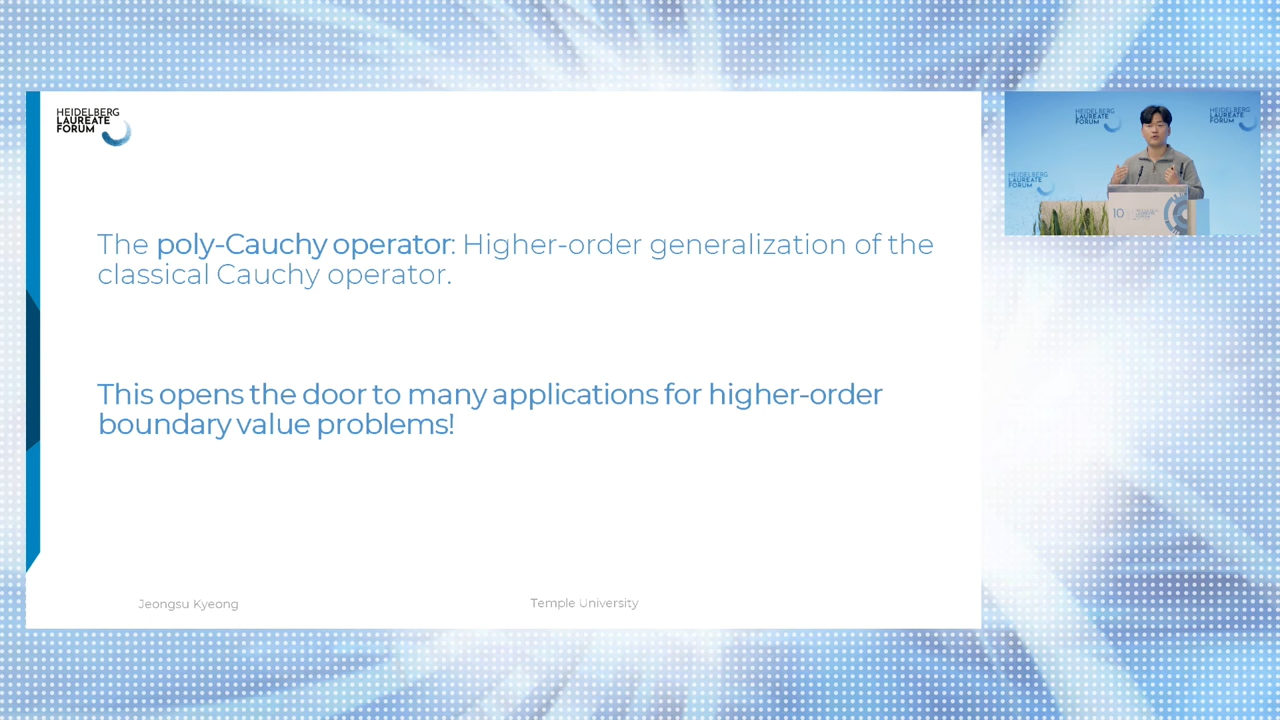 HEIDELBERG
LAUREATE
FORUM
The poly-Cauchy operator: Higher-order generalization of the
classical Cauchy operator.
This opens the door to many applications for higher-order
boundary value problems!
Jeongsu Kyeong
Temple University
HEIDELBERG
LAUREATE
FORUM
HEIDELBERG
LAUREATE
FORUM
HEIDELBERG
LAUREATE
FORUM
10